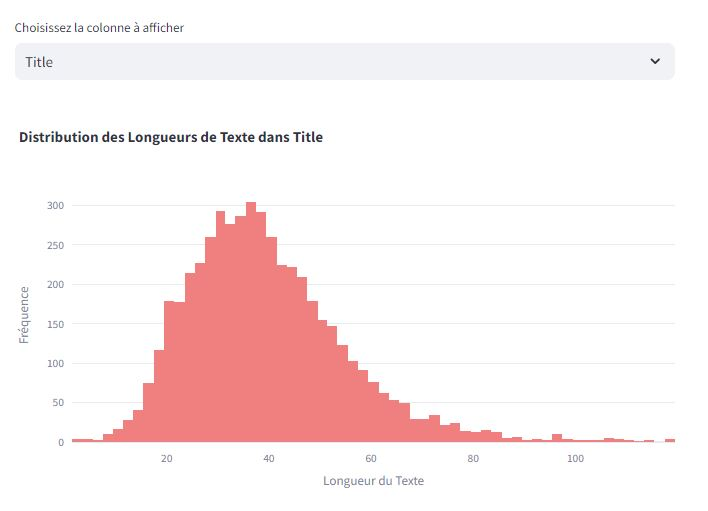 Choisissez la colonne à afficher
Title
Distribution des Longueurs de Texte dans Title
300
250
200
150
100
50
0
Fréquence
20 40 60 80 100
Longueur du Texte